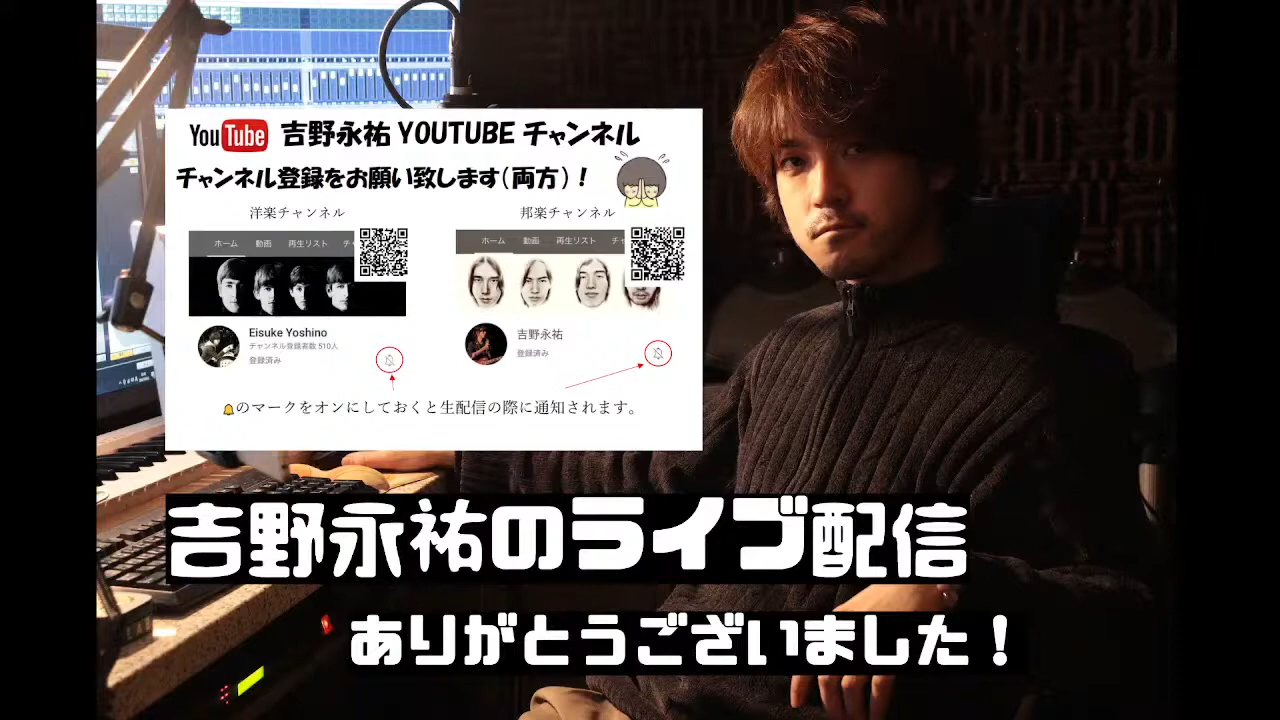 YouTube 吉野永祐 YOUTUBE チャンネル
チャンネル登録をお願い致します(両方)!
洋楽チャンネル
邦楽チャンネル
ホーム 動画 再生リスト チャ
ホーム 動画 再生リスト チャ
Eisuke Yoshino
チャンネル登録者数 510人
登録済み
吉野永祐
登録済み
🔔のマークをオンにしておくと生配信の際に通知されます。
吉野永祐のライブ配信
ありがとうございました!